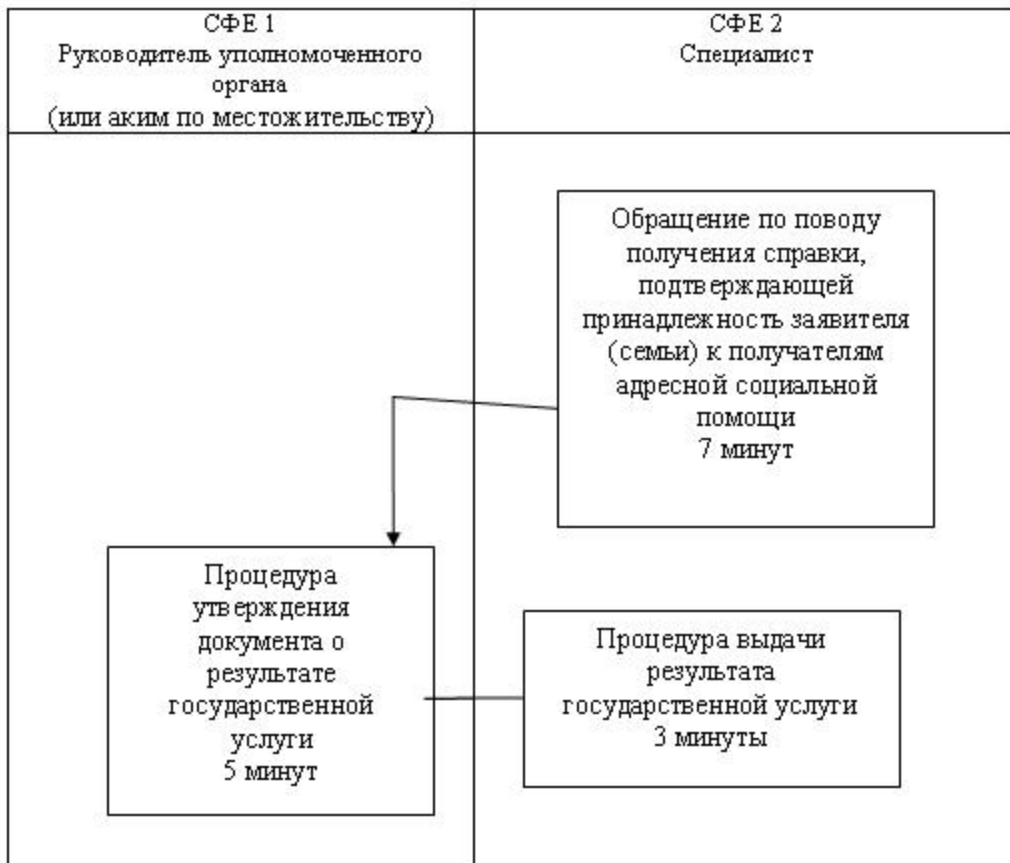 СФЕ 1
Руководитель уполномоченного
органа
(или аким по местожительству)
СФЕ 2
Специалист
Обращение по поводу
получения справки,
подтверждающей
принадлежность заявителя
(семьи) к получателям
адресной социальной
помощи
7 минут
Процедура
утверждения
документа о
результате
государственной
услуги
5 минут
Процедура выдачи
результата
государственной услуги
3 минуты